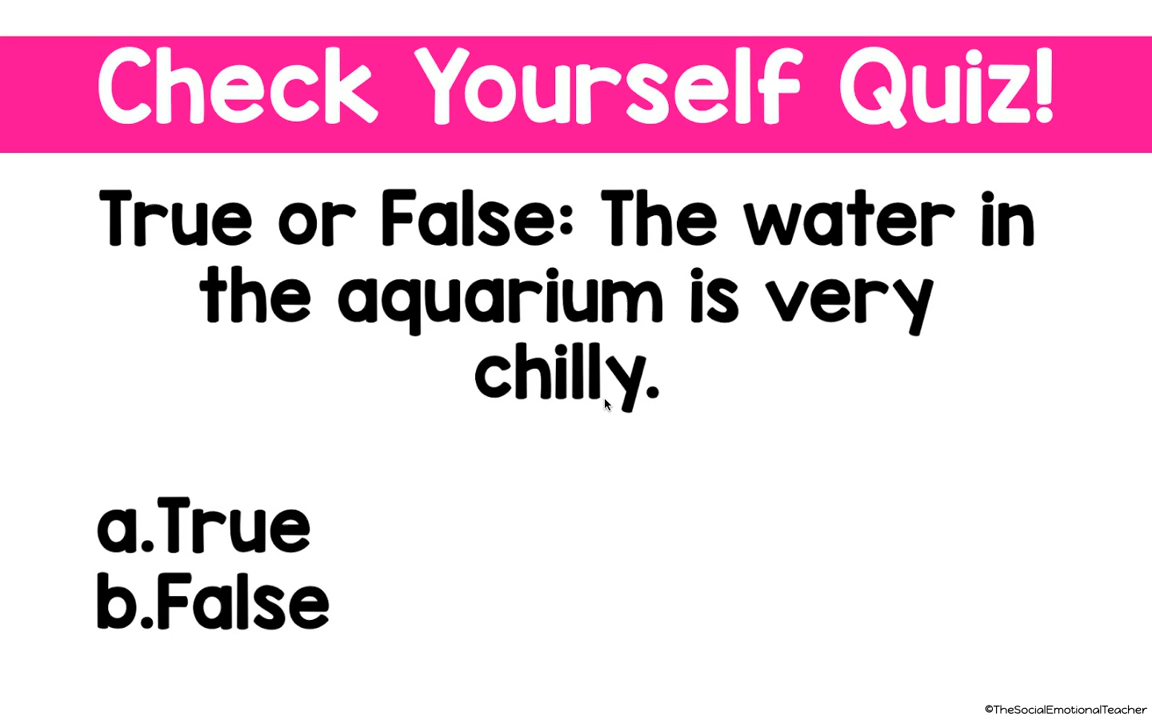 Check Yourself Quiz!
True or False: The water in
the aquarium is very
chilly.
a.True
b.False
©TheSocialEmotionalTeacher